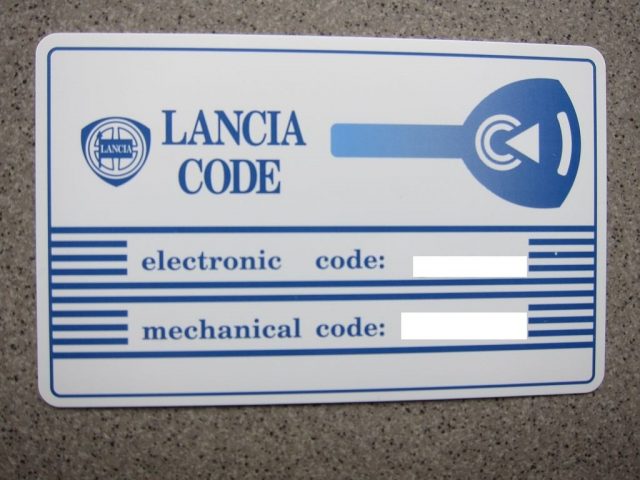 LANCIA
LANCIA
CODE
electronic code:
mechanical code: